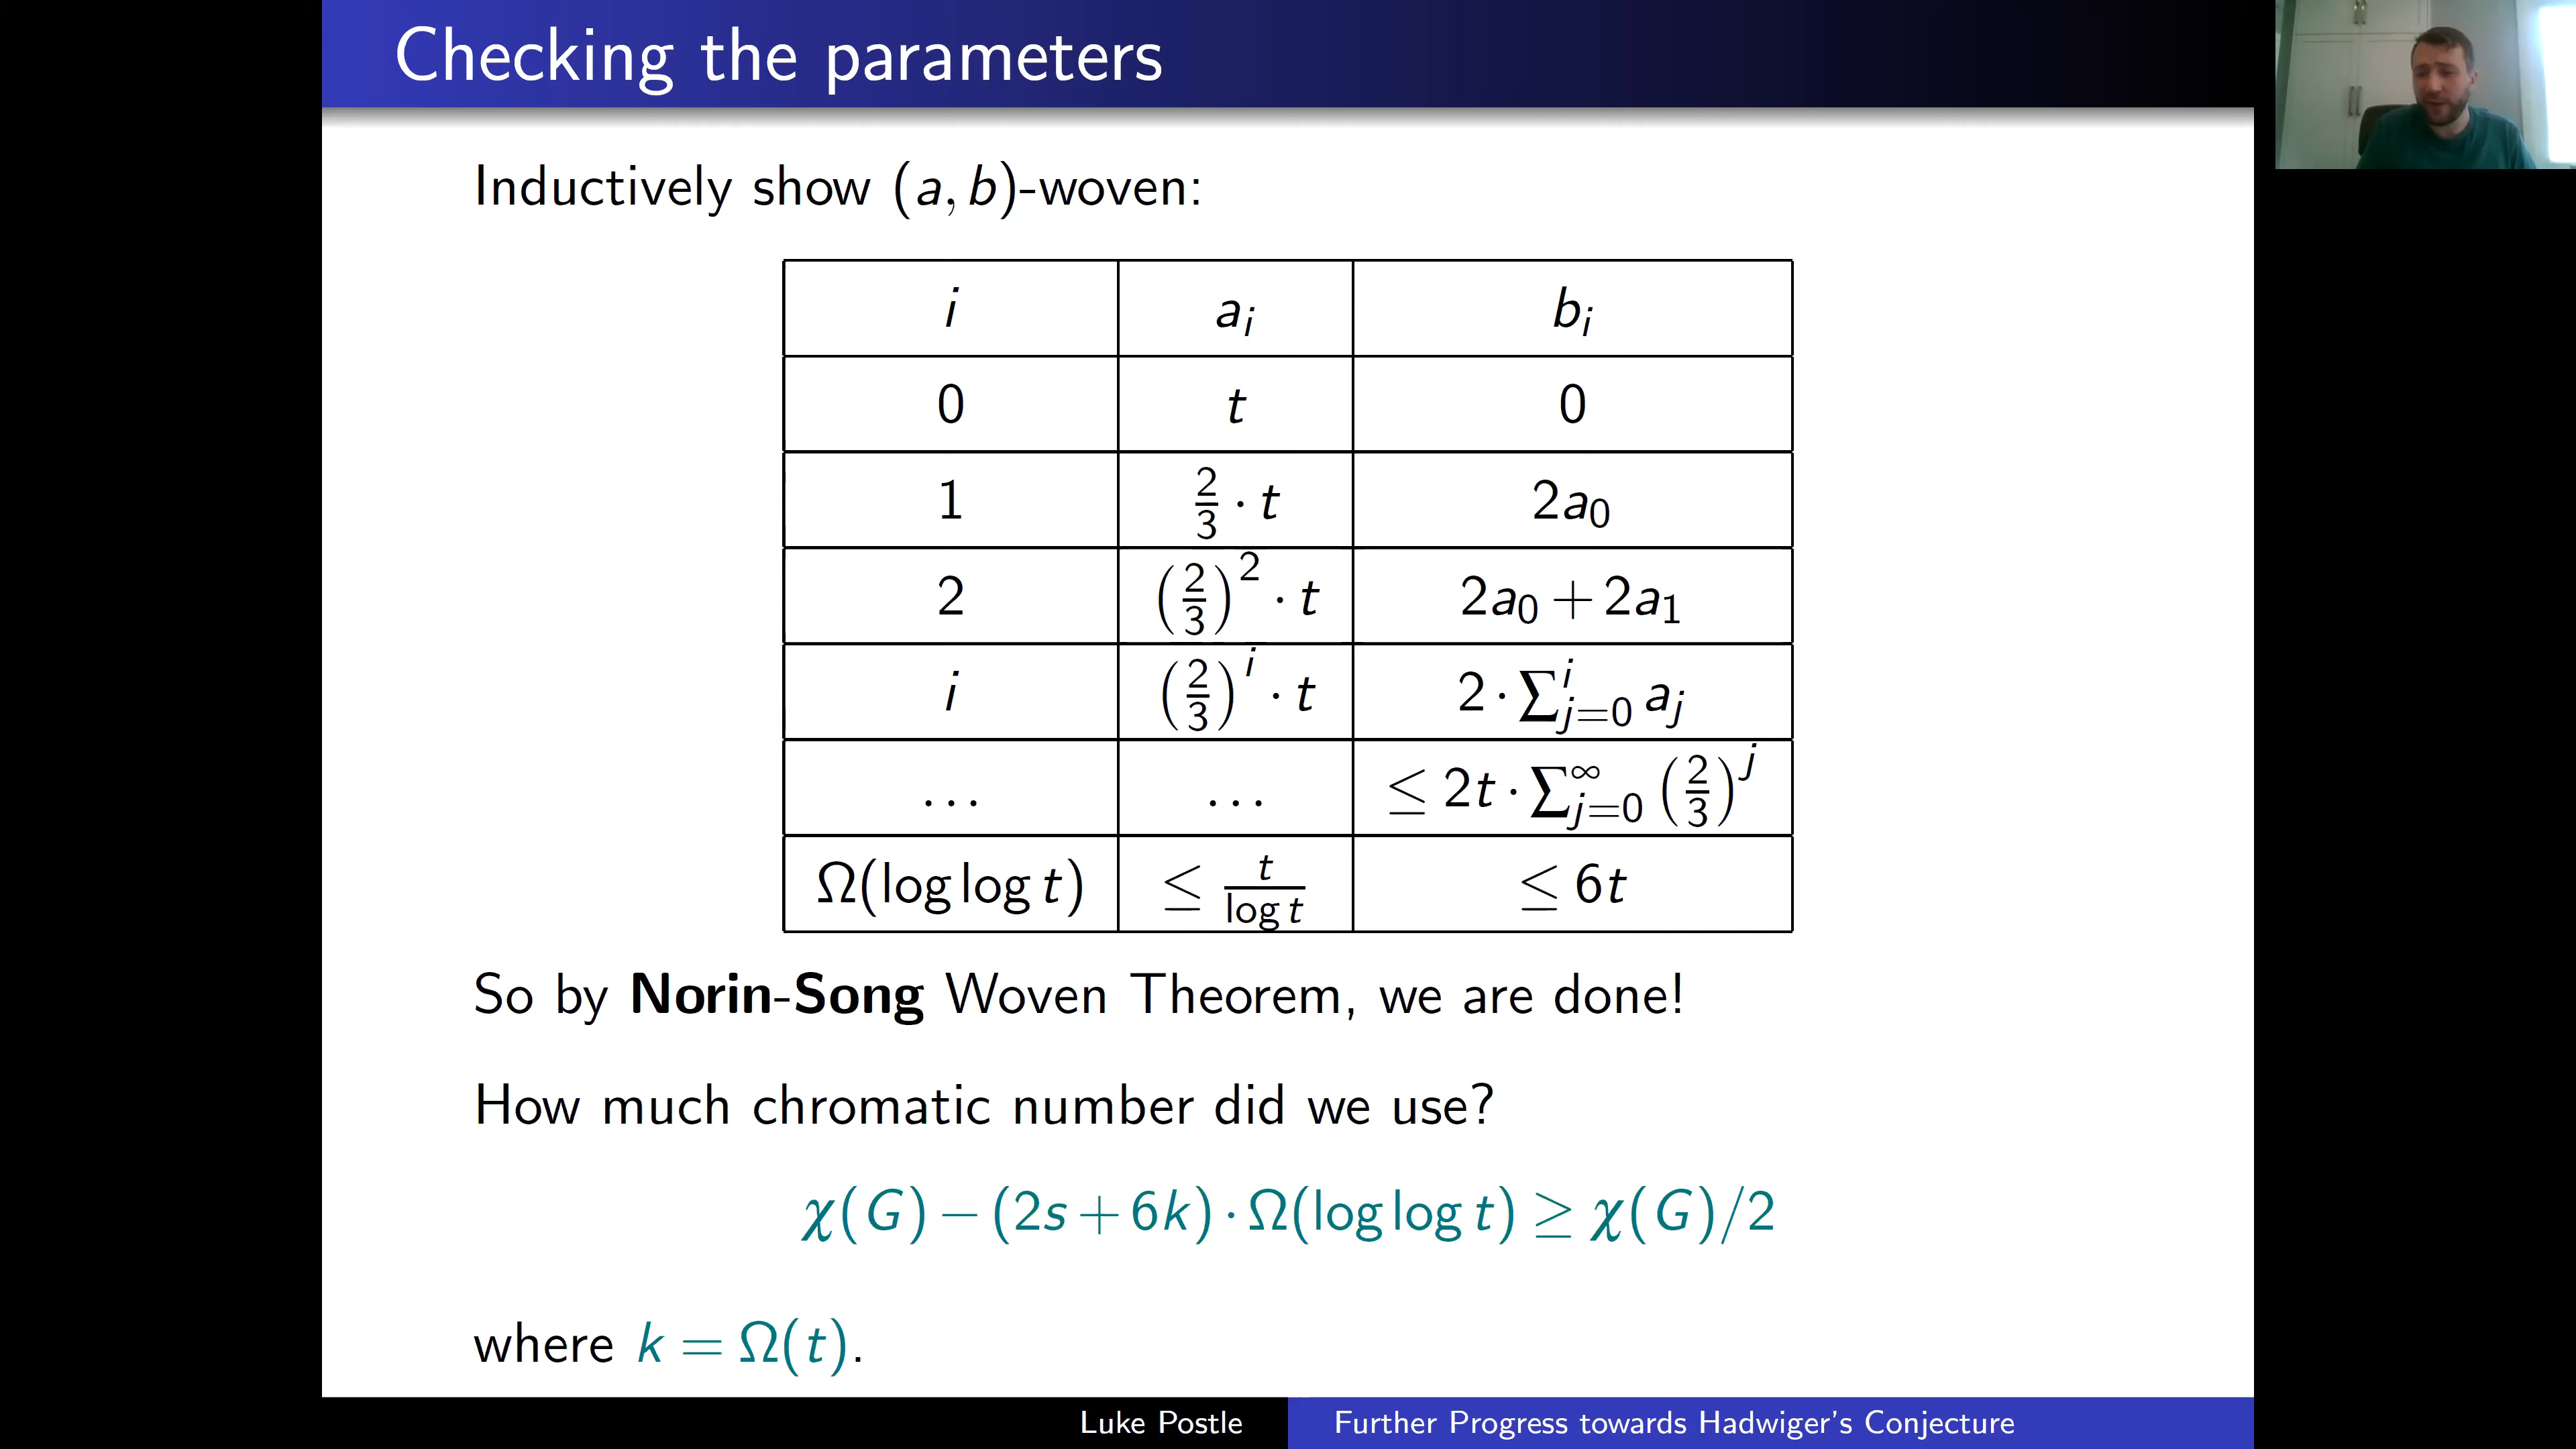 Checking the parameters
Inductively show (a, b)-woven:
i a_i b_i
0 t 0
1 2/3 · t 2a_0
2 (2/3)^2 · t 2a_0 + 2a_1
i (2/3)^i · t 2 · ∑_{j=0}^{i} a_j
... ... ≤ 2t · ∑_{j=0}^{∞} (2/3)^j
Ω(log log t) ≤ t/log t ≤ 6t
So by Norin-Song Woven Theorem, we are done!
How much chromatic number did we use?
χ(G) − (2s + 6k) · Ω(log log t) ≥ χ(G)/2
where k = Ω(t).
Luke Postle Further Progress towards Hadwiger's Conjecture